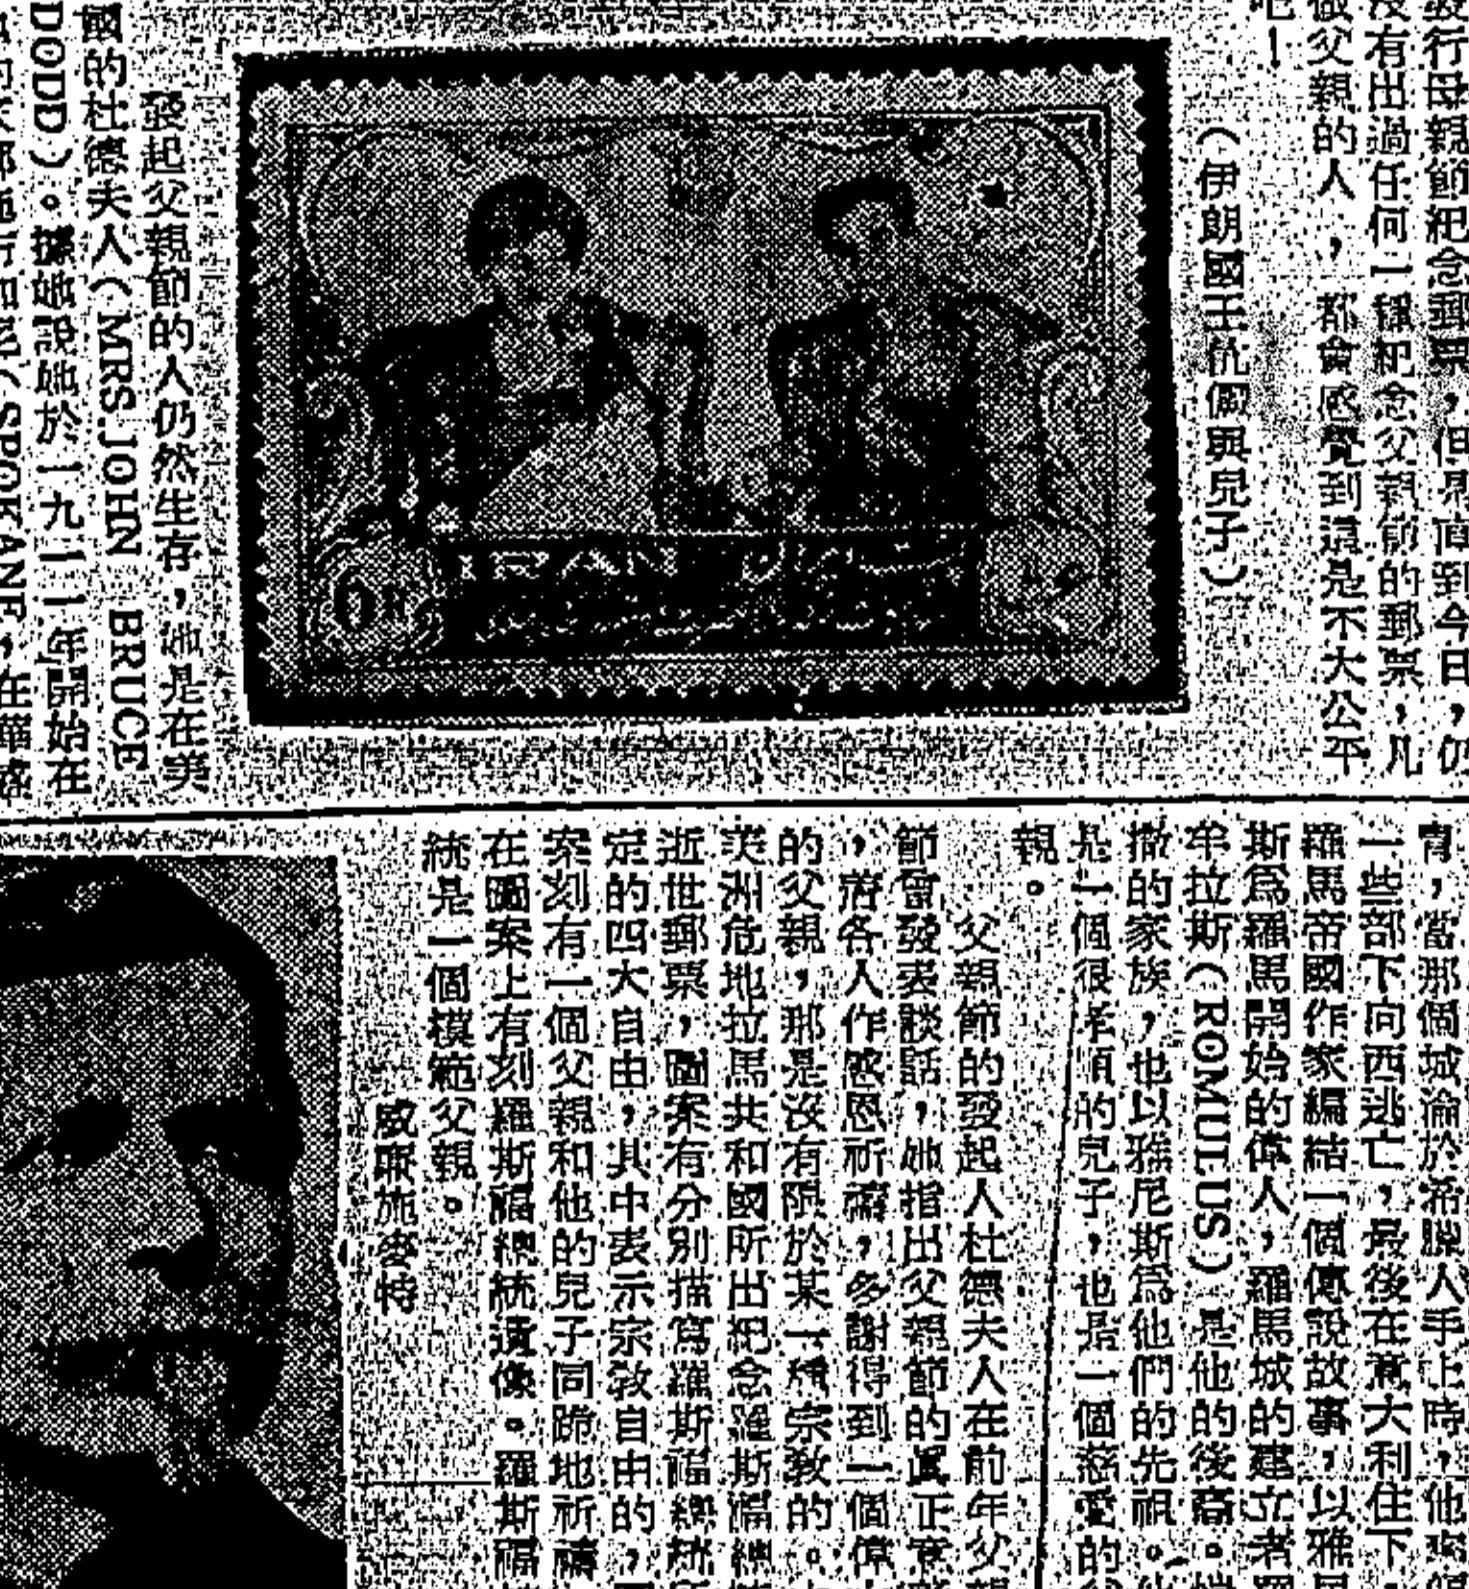 發行母親節紀念郵票,但是直到今日,仍
沒有出過任何一種紀念父親節的郵票,凡
做父親的人,都會感覺到這是不大公平
吧!
(伊朗國王伉儷與兒子)
IRAN
6R
發起父親節的人仍然生存,她是在美
國的杜德夫人(MRS.JOHN BRUCE
DODD)。據她說她於一九一一年開始在
(SPOKANE,在華盛
當那個城淪於希臘人手上時,他
一些部下向西逃亡,最後在意大利住下
羅馬帝國作家編結一個傳說故事,以雅
斯爲羅馬開始的偉人,羅馬城的建立者
牟拉斯(ROMULUS)是他的後裔。
撒的家族,也以雅尼斯爲他們的先祖。
是一個很孝順的兒子,也是一個慈愛的
親。
父親節的發起人杜德夫人在前年父
節曾發表談話,她指出父親節的眞正意
,着各人作感恩祈禱,多謝得到一個偉
的父親,那是沒有限於某一種宗教的。
美洲危地拉馬共和國所出紀念羅斯福總
逝世郵票,圖案有分別描寫羅斯福總統
定的四大自由,其中表示宗教自由的,
案刻有一個父親和他的兒子同跪地祈禱
在圖案上有刻羅斯福總統遺像。羅斯福
統是一個模範父親。
威廉施麥特